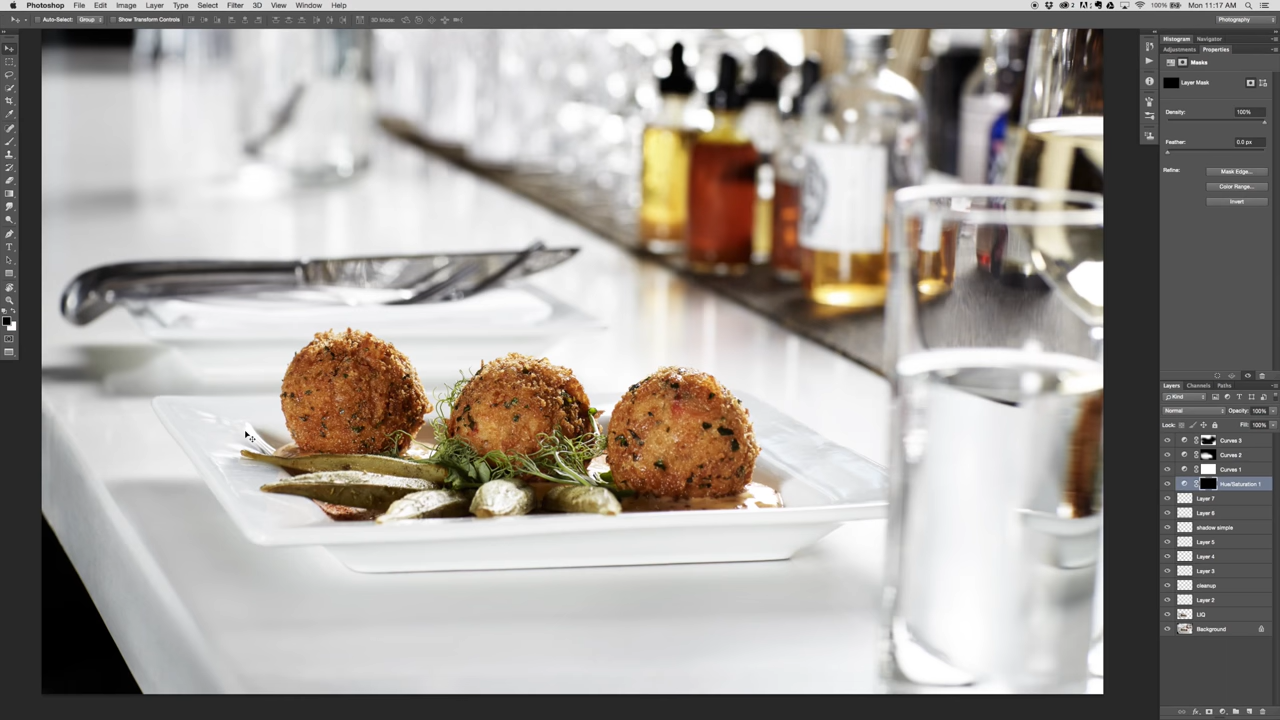 Photoshop File Edit Image Layer Type Select Filter 3D View Window Help
100% Mon 11:17 AM
Auto-Select: Group Show Transform Controls 3D Mode: Photography
Histogram Navigator
Adjustments Properties
Masks
Layer Mask
Density: 100%
Feather: 0.0 px
Refine: Mask Edge...
Color Range...
Invert
Layers Channels Paths
Kind
Normal Opacity: 100%
Lock: Fill: 100%
Curves 3
Curves 2
Curves 1
Hue/Saturation 1
Layer 7
Layer 6
shadow simple
Layer 5
Layer 4
Layer 3
cleanup
Layer 2
LIQ
Background